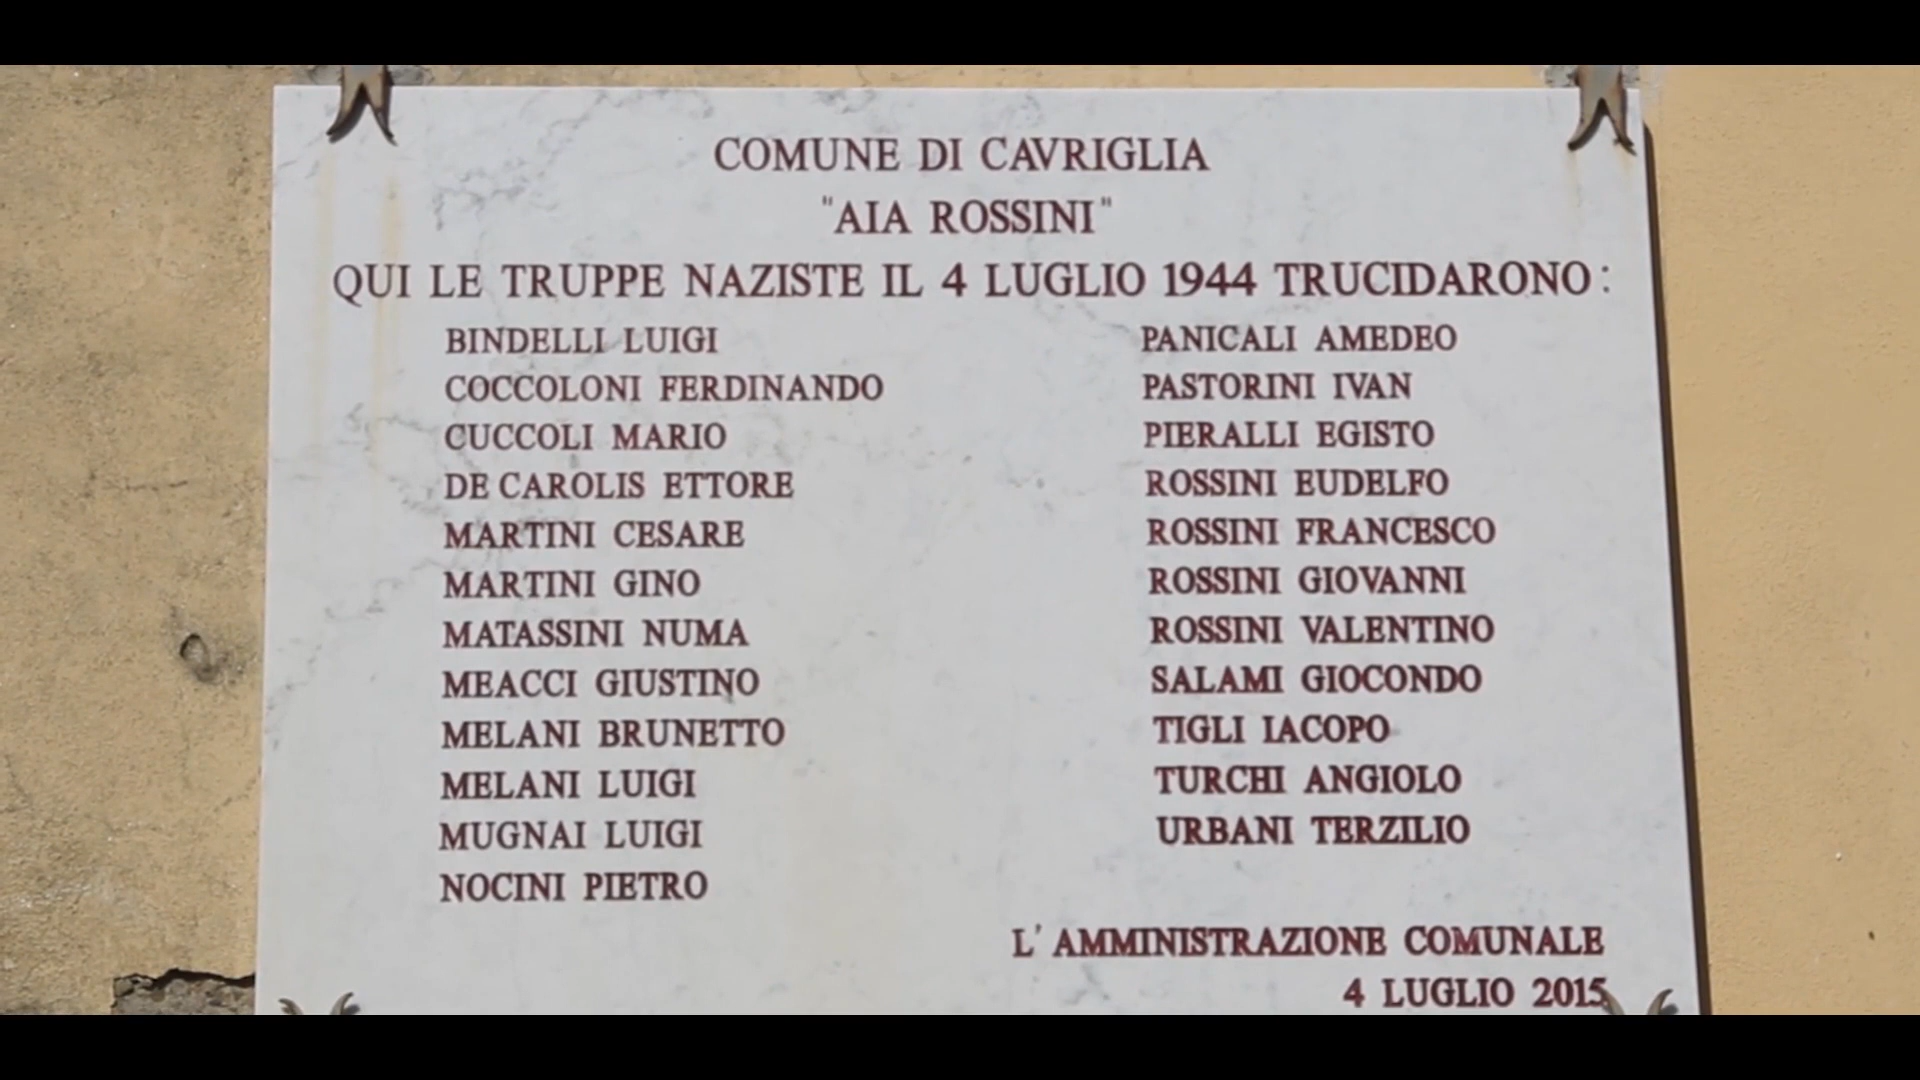 COMUNE DI CAVRIGLIA
"AIA ROSSINI"
QUI LE TRUPPE NAZISTE IL 4 LUGLIO 1944 TRUCIDARONO:
BINDELLI LUIGI
COCCOLONI FERDINANDO
CUCCOLI MARIO
DE CAROLIS ETTORE
MARTINI CESARE
MARTINI GINO
MATASSINI NUMA
MEACCI GIUSTINO
MELANI BRUNETTO
MELANI LUIGI
MUGNAI LUIGI
NOCINI PIETRO
PANICALI AMEDEO
PASTORINI IVAN
PIERALLI EGISTO
ROSSINI EUDELFO
ROSSINI FRANCESCO
ROSSINI GIOVANNI
ROSSINI VALENTINO
SALAMI GIOCONDO
TIGLI IACOPO
TURCHI ANGIOLO
URBANI TERZILIO
L'AMMINISTRAZIONE COMUNALE
4 LUGLIO 2015